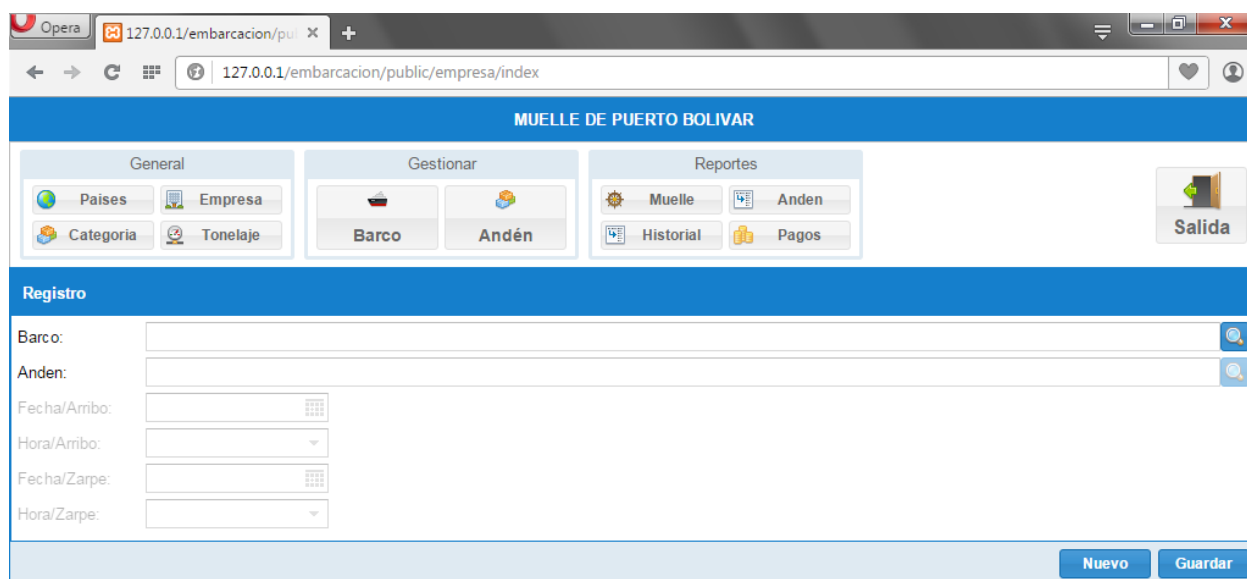 Opera 127.0.0.1/embarcacion/pu
127.0.0.1/embarcacion/public/empresa/index
MUELLE DE PUERTO BOLIVAR
General Gestionar Reportes
Paises Empresa Muelle Anden
Categoria Tonelaje Barco Andén Historial Pagos
Salida
Registro
Barco:
Anden:
Fecha/Arribo:
Hora/Arribo:
Fecha/Zarpe:
Hora/Zarpe:
Nuevo Guardar